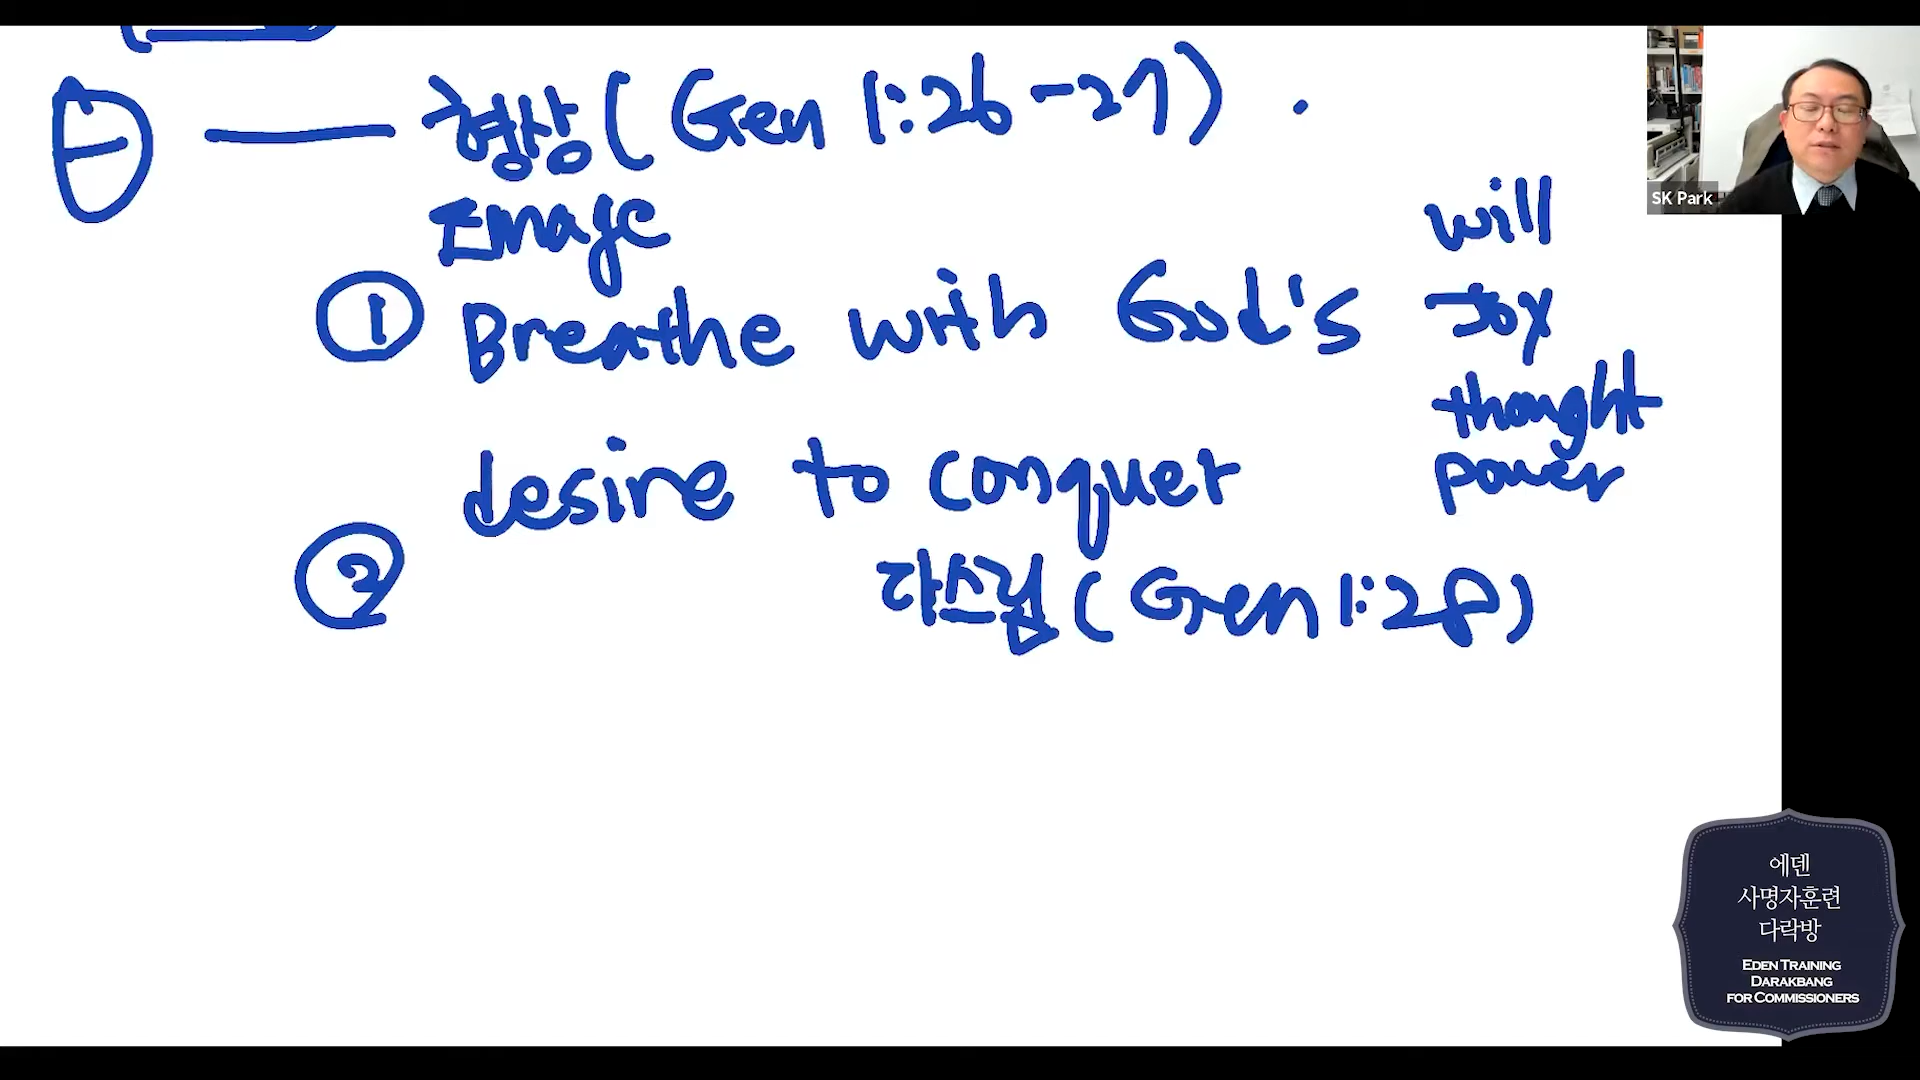 형상 (Gen 1:26-27).
Image
will
① Breathe with God's Joy
thought
desire to conquer power
②
다스림 (Gen 1:28)
SK Park
에덴
사명자훈련
다락방
EDEN TRAINING
DARAKBANG
FOR COMMISSIONERS